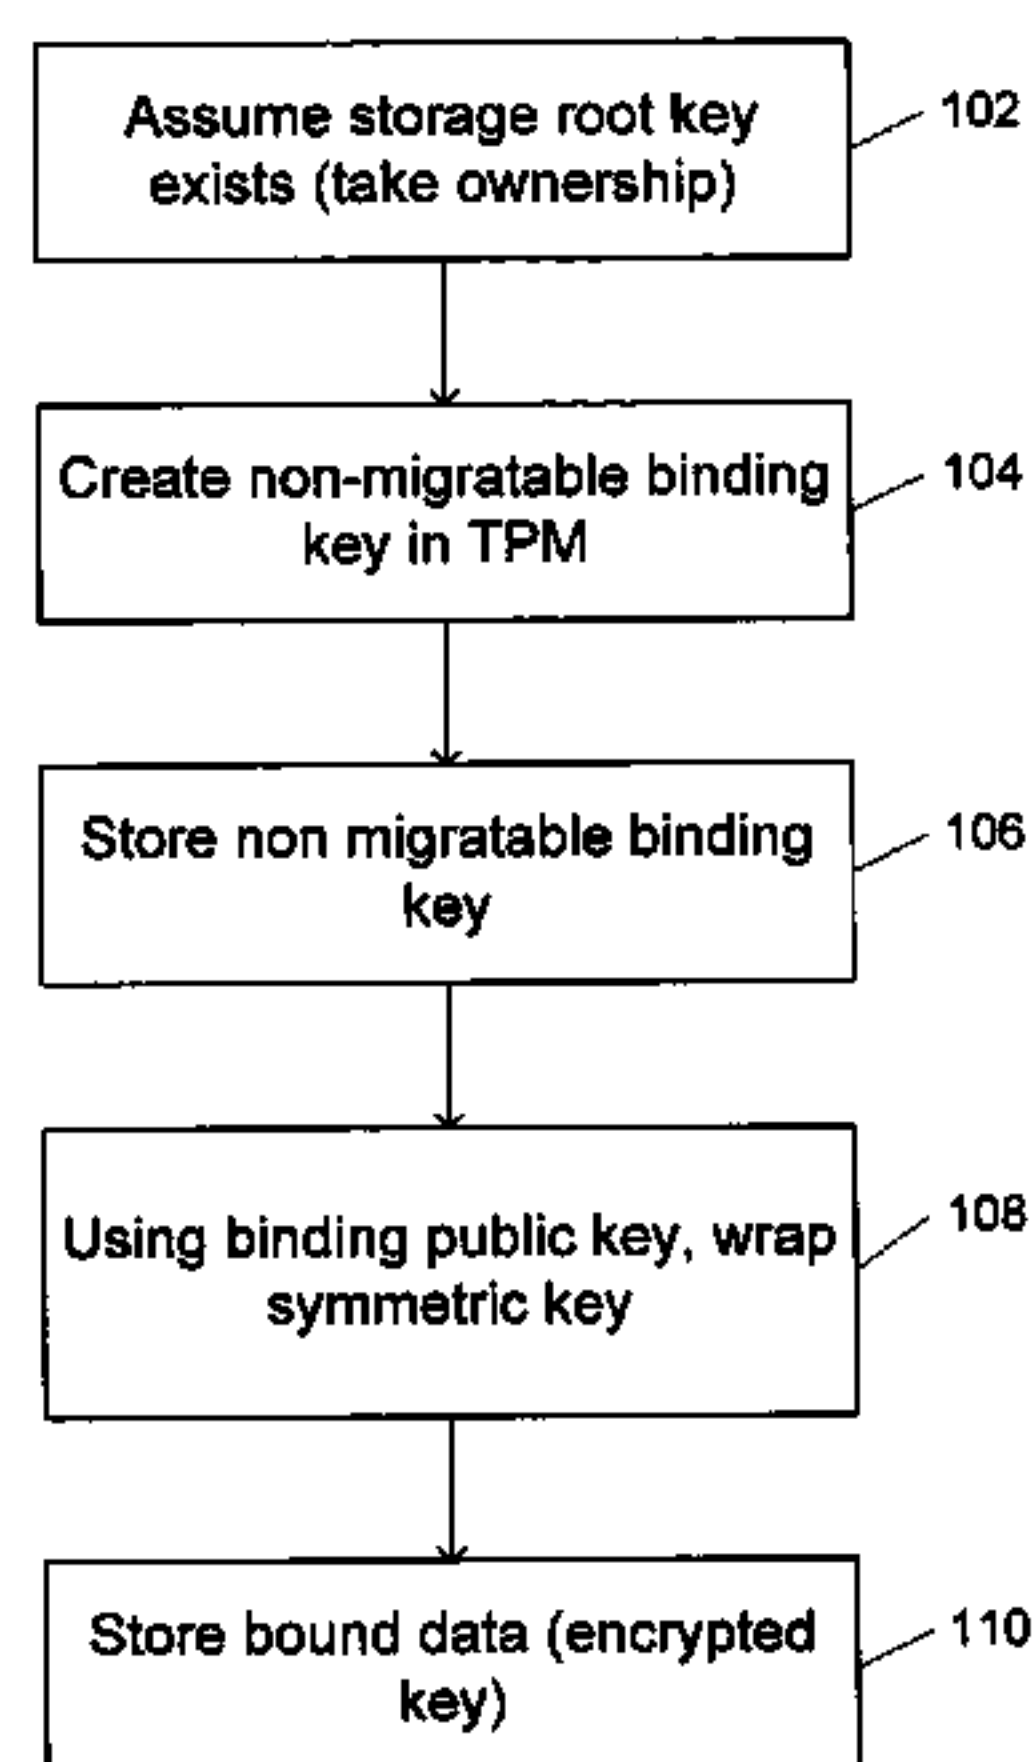 Assume storage root key
exists (take ownership)
102
Create non-migratable binding
key in TPM
104
Store non migratable binding
key
106
Using binding public key, wrap
symmetric key
108
Store bound data (encrypted
key)
110